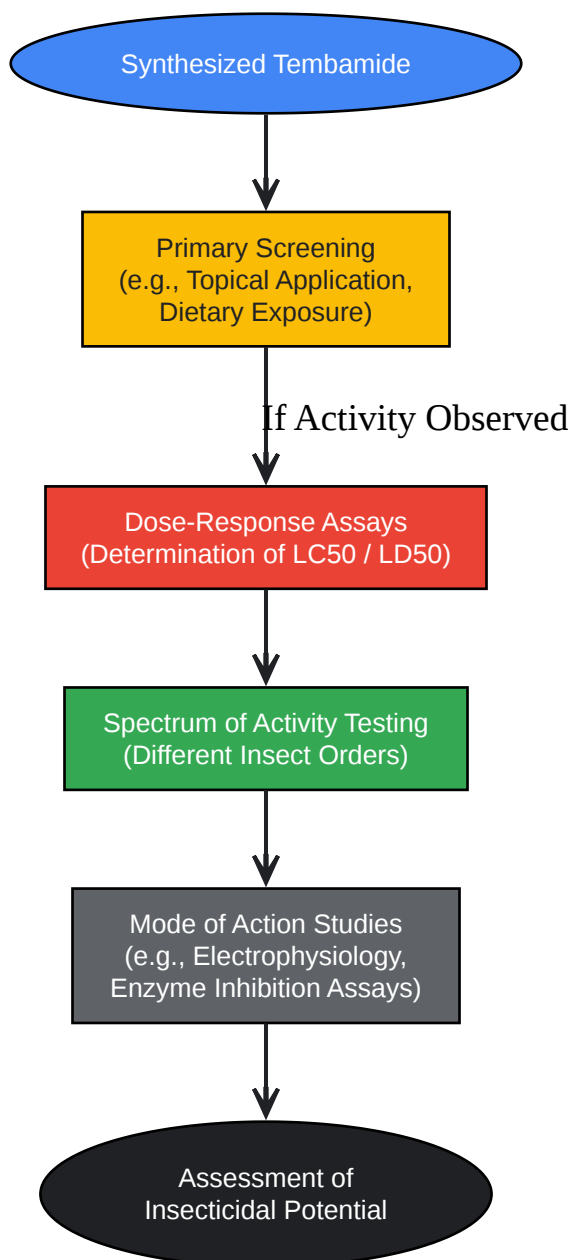 Synthesized Tembamide
Primary Screening
(e.g., Topical Application,
Dietary Exposure)
If Activity Observed
Dose-Response Assays
(Determination of LC50 / LD50)
Spectrum of Activity Testing
(Different Insect Orders)
Mode of Action Studies
(e.g., Electrophysiology,
Enzyme Inhibition Assays)
Assessment of
Insecticidal Potential